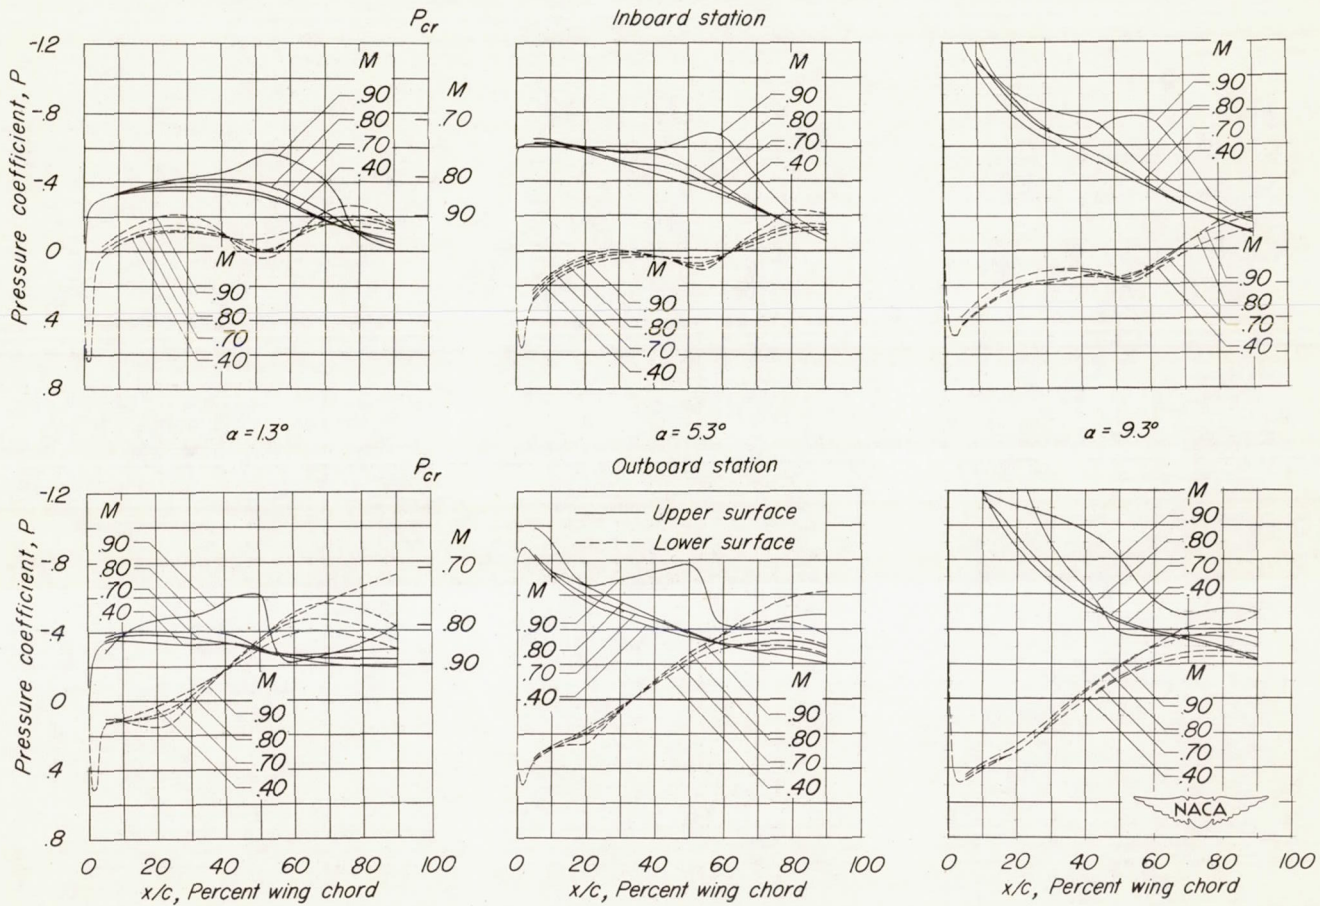 P_cr
Inboard station
-1.2
-.8
-.4
0
.4
.8
Pressure coefficient, P
M
.90
.80
.70
.40
M
.70
.80
.90
M
.90
.80
.70
.40
M
.90
.80
.70
.40
M
.90
.80
.70
.40
M
.90
.80
.70
.40
M
.90
.80
.70
.40
α = 1.3°
α = 5.3°
α = 9.3°
P_cr
Outboard station
-1.2
-.8
-.4
0
.4
.8
Pressure coefficient, P
M
.90
.80
.70
.40
M
.70
.80
.90
M
.90
.80
.70
.40
Upper surface
Lower surface
M
.90
.80
.70
.40
M
.90
.80
.70
.40
M
.90
.80
.70
.40
M
.90
.80
.70
.40
NACA
0 20 40 60 80 100
x/c, Percent wing chord
0 20 40 60 80 100
x/c, Percent wing chord
0 20 40 60 80 100
x/c, Percent wing chord